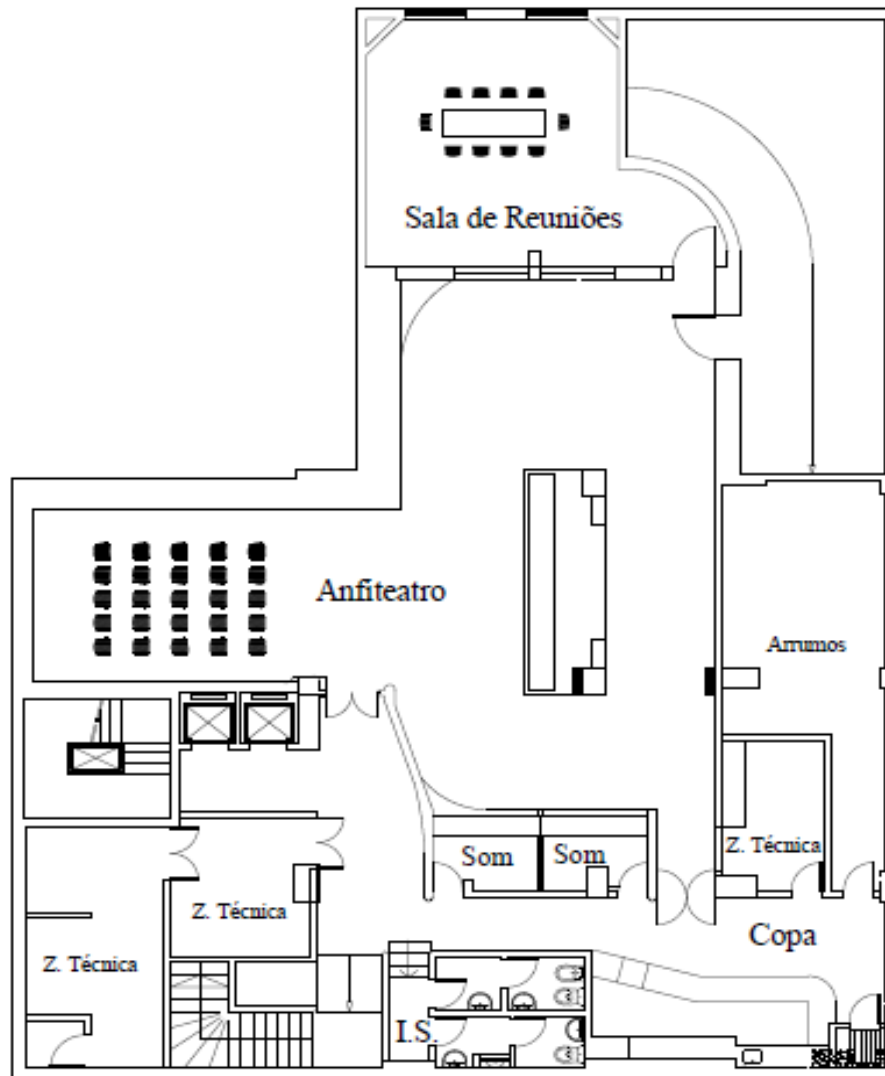 Sala de Reuniões
Anfiteatro
Arrumos
Som
Som
Z. Técnica
Z. Técnica
Copa
Z. Técnica
I.S.